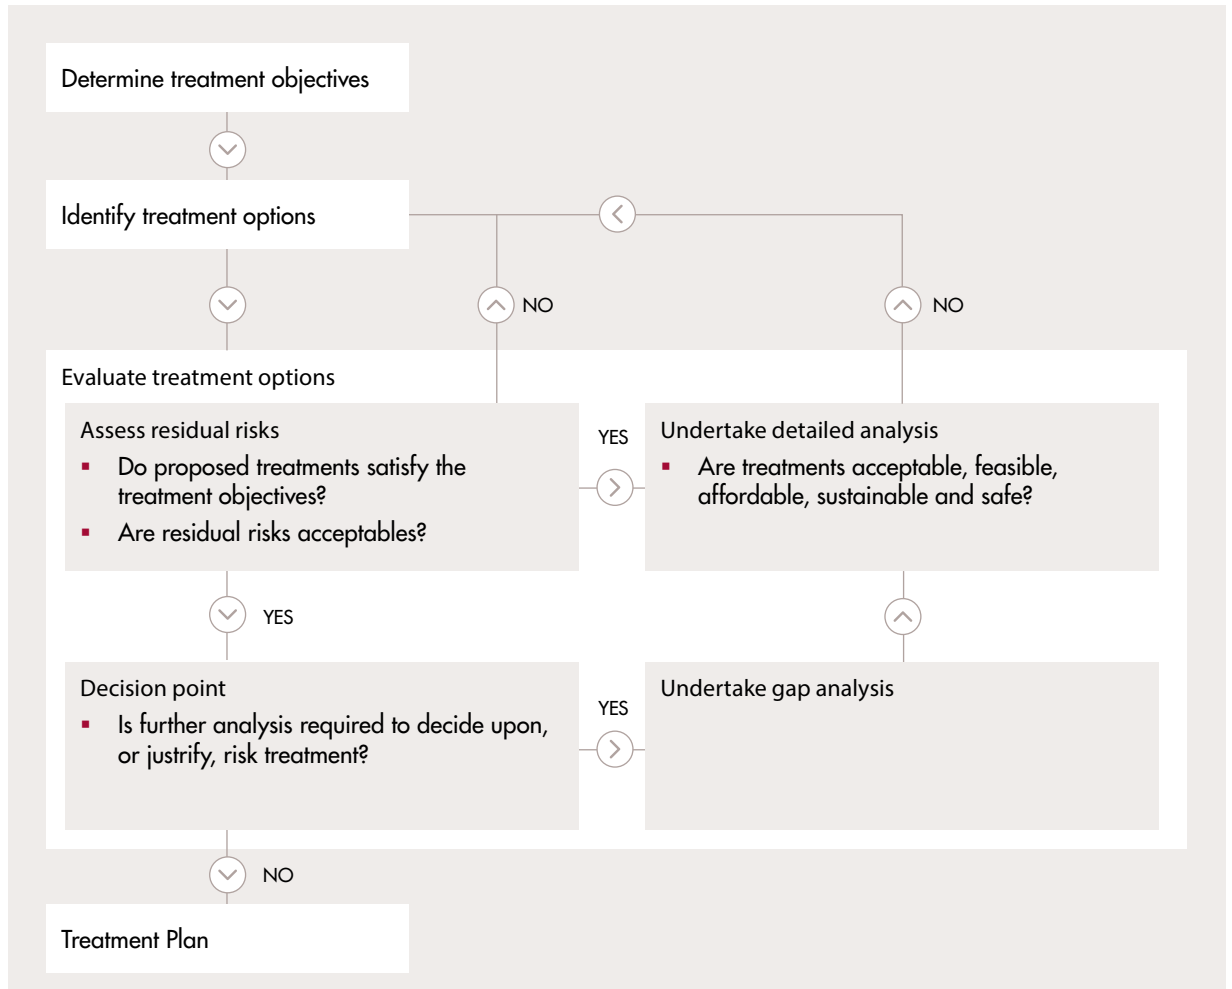 Determine treatment objectives
Identify treatment options
NO
NO
Evaluate treatment options
Assess residual risks
▪ Do proposed treatments satisfy the
treatment objectives?
▪ Are residual risks acceptables?
YES
Undertake detailed analysis
▪ Are treatments acceptable, feasible,
affordable, sustainable and safe?
YES
Decision point
▪ Is further analysis required to decide upon,
or justify, risk treatment?
YES
Undertake gap analysis
NO
Treatment Plan